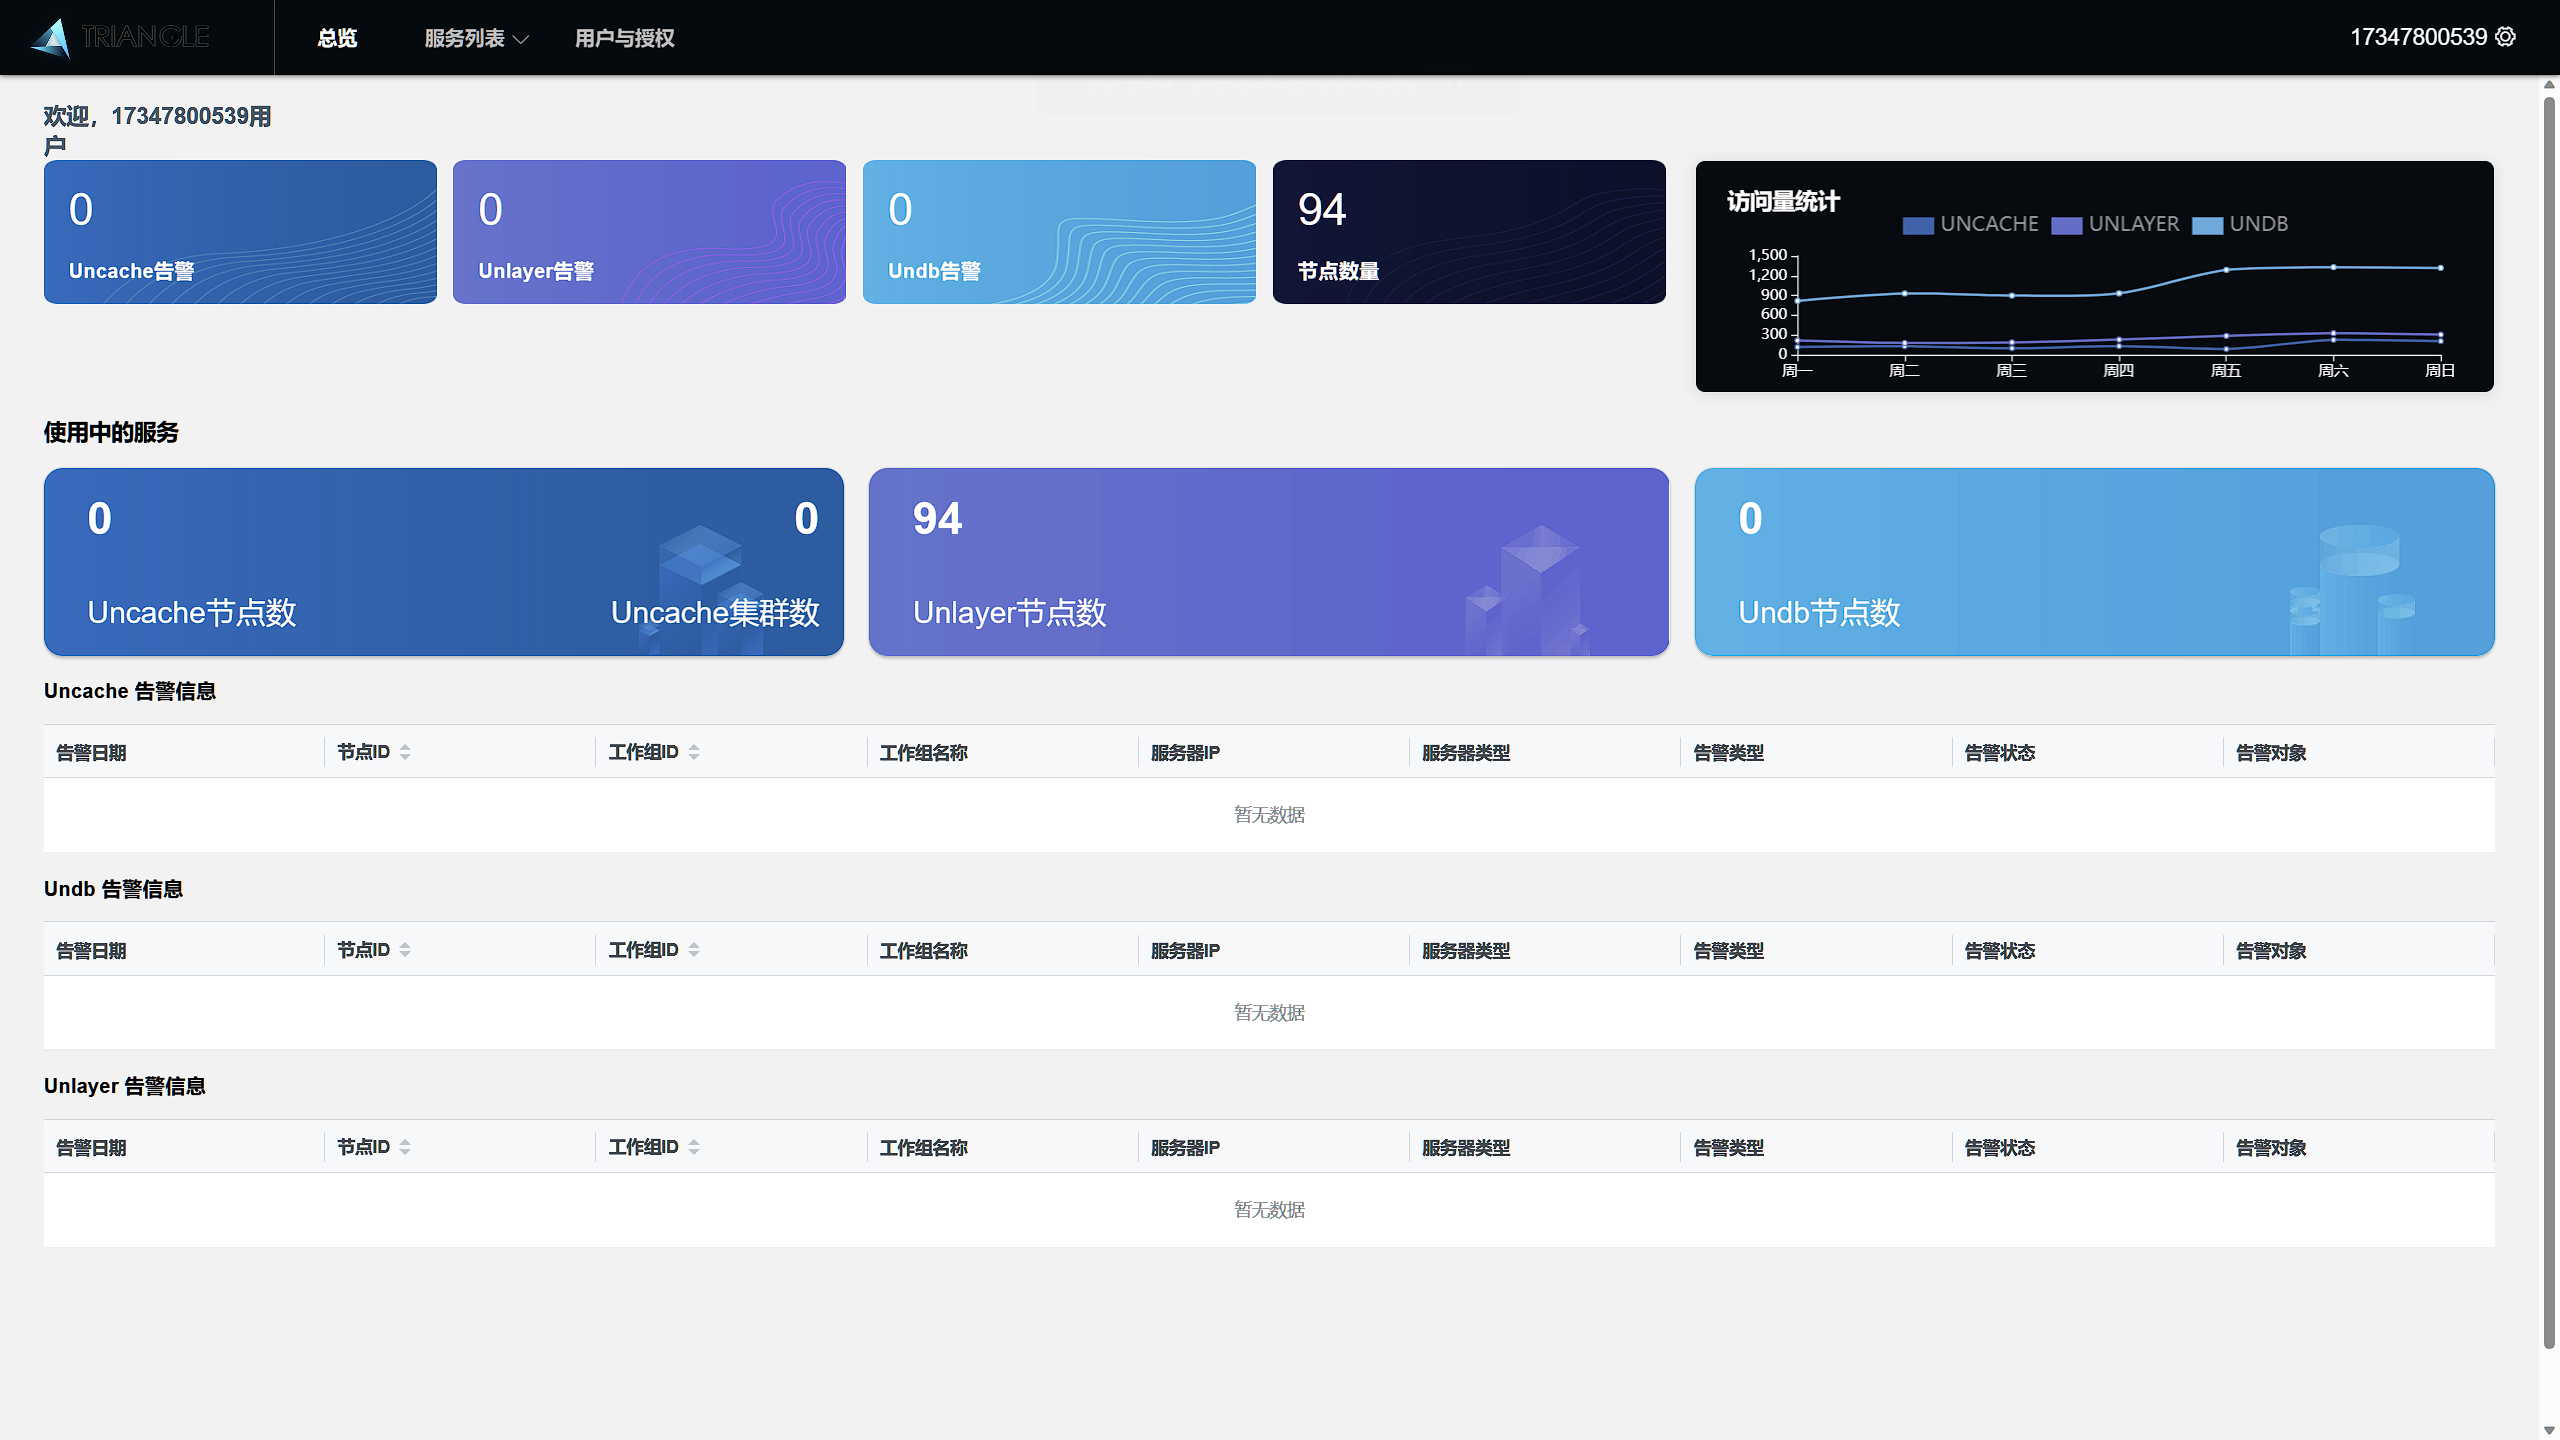 TRIANGLE
总览
服务列表
用户与授权
17347800539
欢迎，17347800539用
户
0
Uncache告警
0
Unlayer告警
0
Undb告警
94
节点数量
访问量统计
UNCACHE UNLAYER UNDB
1,500
1,200
900
600
300
0
周一 周二 周三 周四 周五 周六 周日
使用中的服务
0
Uncache节点数
0
Uncache集群数
94
Unlayer节点数
0
Undb节点数
Uncache 告警信息
告警日期 节点ID 工作组ID 工作组名称 服务器IP 服务器类型 告警类型 告警状态 告警对象
暂无数据
Undb 告警信息
告警日期 节点ID 工作组ID 工作组名称 服务器IP 服务器类型 告警类型 告警状态 告警对象
暂无数据
Unlayer 告警信息
告警日期 节点ID 工作组ID 工作组名称 服务器IP 服务器类型 告警类型 告警状态 告警对象
暂无数据